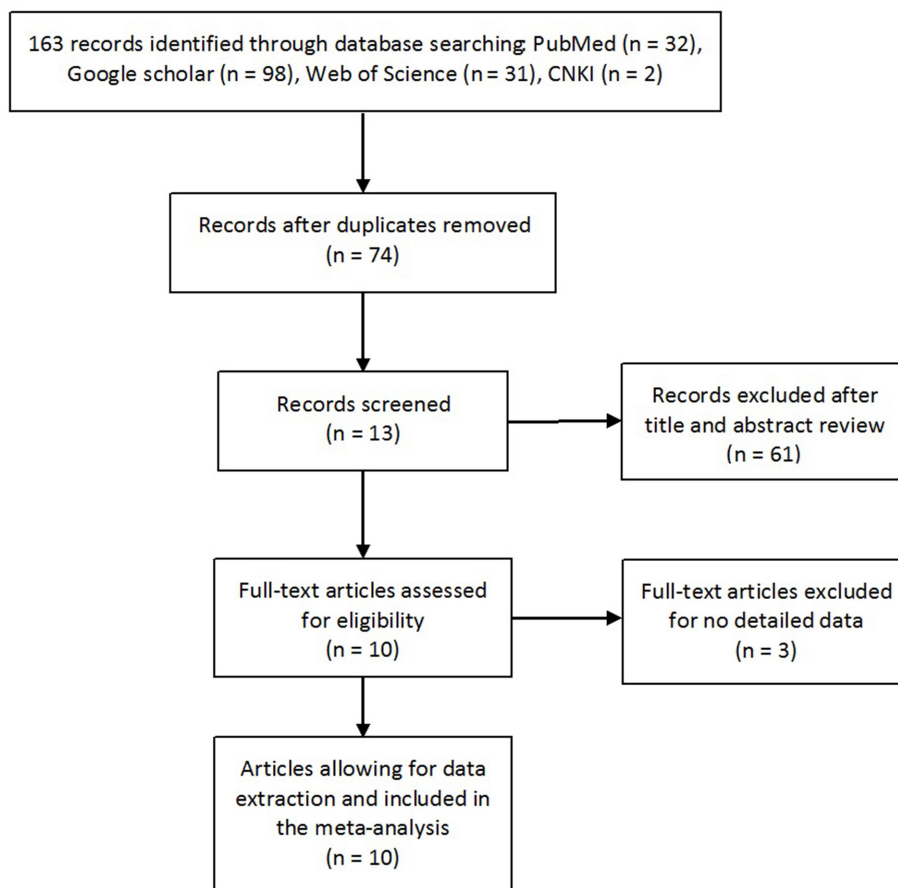 163 records identified through database searching: PubMed (n = 32),
Google scholar (n = 98), Web of Science (n = 31), CNKI (n = 2)
Records after duplicates removed
(n = 74)
Records screened
(n = 13)
Records excluded after
title and abstract review
(n = 61)
Full-text articles assessed
for eligibility
(n = 10)
Full-text articles excluded
for no detailed data
(n = 3)
Articles allowing for data
extraction and included in
the meta-analysis
(n = 10)